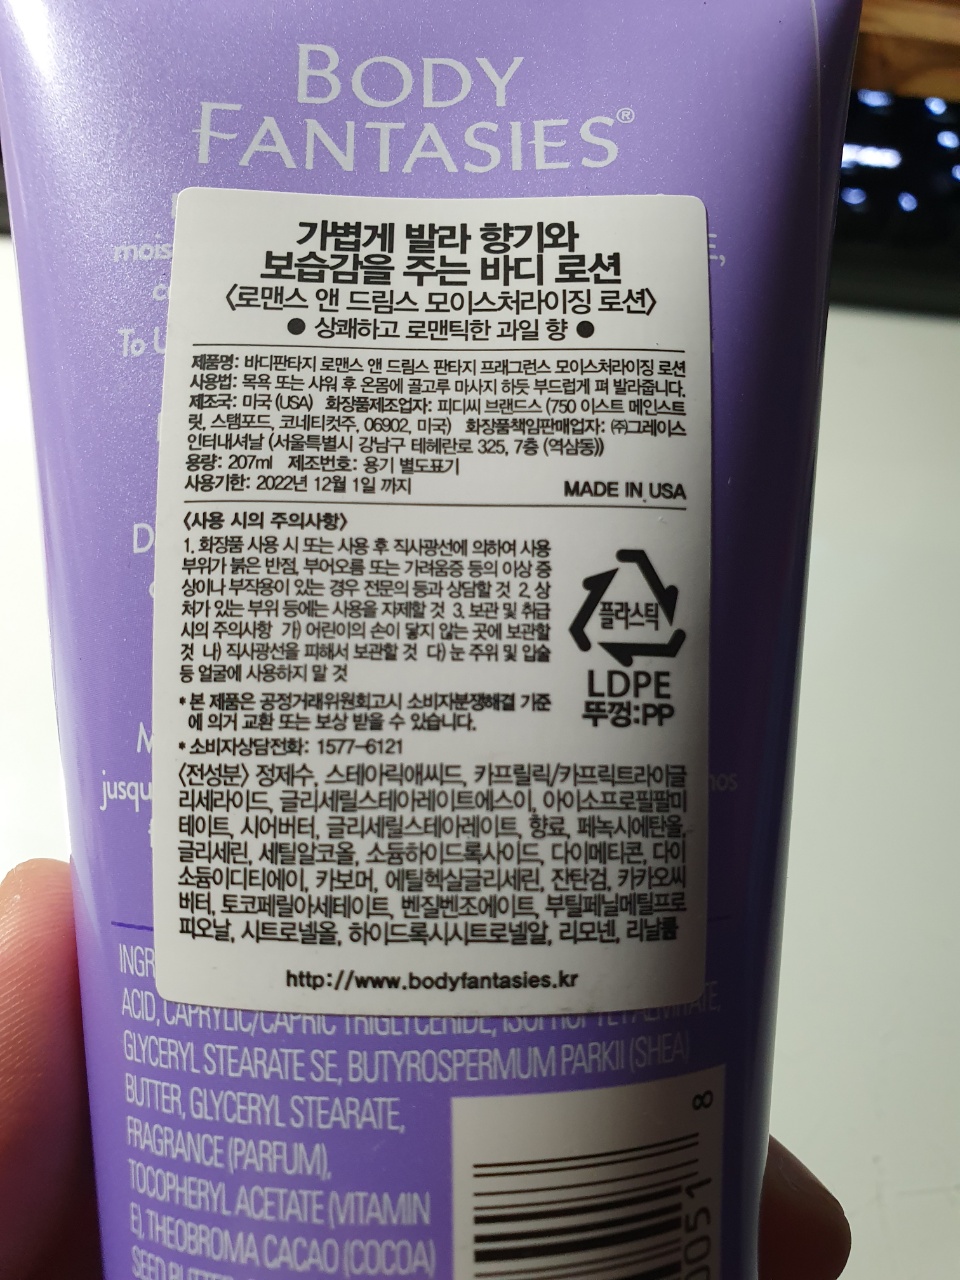 BODY
FANTASIES®
mois
To U
가볍게 발라 향기와
보습감을 주는 바디 로션
〈로맨스 앤 드림스 모이스처라이징 로션〉
● 상쾌하고 로맨틱한 과일 향 ●
제품명: 바디판타지 로맨스 앤 드림스 판타지 프래그런스 모이스처라이징 로션
사용법: 목욕 또는 샤워 후 온몸에 골고루 마사지 하듯 부드럽게 펴 발라줍니다.
제조국: 미국 (USA) 화장품제조업자: 피디씨 브랜드스 (750 이스트 메인스트
릿, 스탬포드, 코네티컷주, 06902, 미국) 화장품책임판매업자: ㈜그레이스
인터내셔날 (서울특별시 강남구 테헤란로 325, 7층 (역삼동))
용량: 207ml 제조번호: 용기 별도표기
사용기한: 2022년 12월 1일 까지 MADE IN USA
〈사용 시의 주의사항〉
1. 화장품 사용 시 또는 사용 후 직사광선에 의하여 사용
부위가 붉은 반점, 부어오름 또는 가려움증 등의 이상 증
상이나 부작용이 있는 경우 전문의 등과 상담할 것 2. 상
처가 있는 부위 등에는 사용을 자제할 것 3. 보관 및 취급
시의 주의사항 가) 어린이의 손이 닿지 않는 곳에 보관할
것 나) 직사광선을 피해서 보관할 것 다) 눈 주위 및 입술
등 얼굴에 사용하지 말 것
플라스틱
LDPE
뚜껑:PP
* 본 제품은 공정거래위원회고시 소비자분쟁해결 기준
에 의거 교환 또는 보상 받을 수 있습니다.
* 소비자상담전화: 1577-6121
〈전성분〉 정제수, 스테아릭애씨드, 카프릴릭/카프릭트라이글
리세라이드, 글리세릴스테아레이트에스이, 아이소프로필팔미
테이트, 시어버터, 글리세릴스테아레이트, 향료, 페녹시에탄올,
글리세린, 세틸알코올, 소듐하이드록사이드, 다이메티콘, 다이
소듐이디티에이, 카보머, 에틸헥실글리세린, 잔탄검, 카카오씨
버터, 토코페릴아세테이트, 벤질벤조에이트, 부틸페닐메틸프로
피오날, 시트로넬올, 하이드록시시트로넬알, 리모넨, 리날룰
http://www.bodyfantasies.kr
jusqu
INGR
ACID, CAPRYLIC/CAPRIC TRIGLYCERIDE, ISOPROPYL PALMITATE,
GLYCERYL STEARATE SE, BUTYROSPERMUM PARKII (SHEA)
BUTTER, GLYCERYL STEARATE,
FRAGRANCE (PARFUM),
TOCOPHERYL ACETATE (VITAMIN
E), THEOBROMA CACAO (COCOA)
SEED BUTTER
8
0051